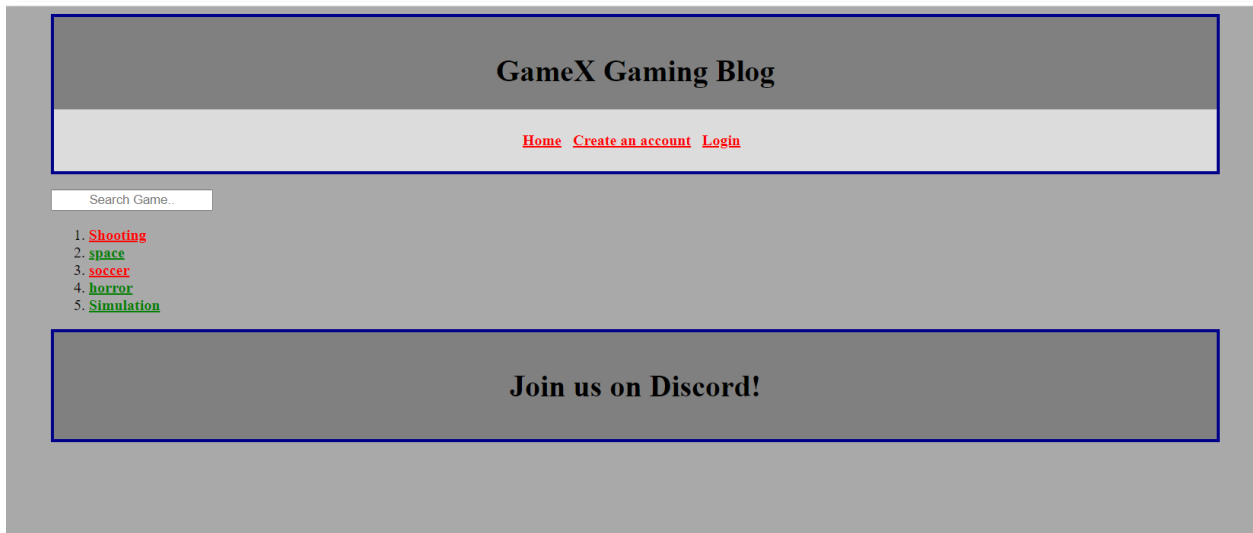 GameX Gaming Blog
Home Create an account Login
Search Game..
1. Shooting
2. space
3. soccer
4. horror
5. Simulation
Join us on Discord!